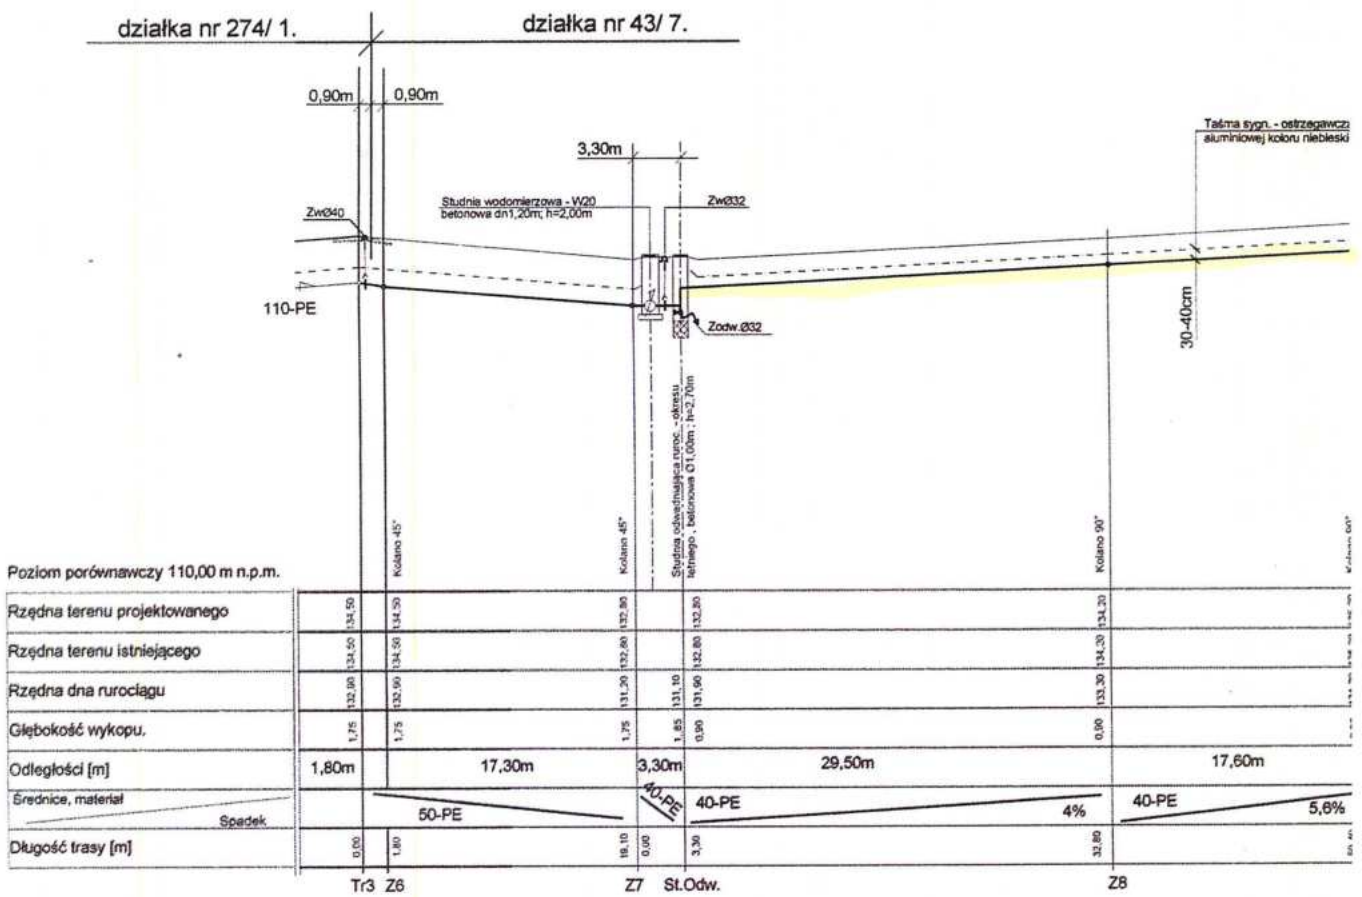 działka nr 274/ 1.
działka nr 43/ 7.
0,90m
0,90m
Taśma sygn. - ostrzegawcza
aluminiowej koloru niebieski
3,30m
Studnia wodomierzowa - W20
betonowa dn1,20m; h=2,00m
ZwØ32
ZwØ40
110-PE
Zodw.Ø32
30-40cm
Studnia odwadniająca ruroc. - okresu
letniego , betonowa Ø1,00m ; h=2,70m
Kolano 45°
Kolano 45°
Kolano 90°
Kolano 90°
Poziom porównawczy 110,00 m n.p.m.
Rzędna terenu projektowanego
134,50 134,50 132,80 132,80 134,20
Rzędna terenu istniejącego
134,50 134,50 132,80 132,80 134,20
Rzędna dna rurociągu
132,90 132,90 131,20 131,10 131,90 133,30
Głębokość wykopu.
1,75 1,75 1,75 1,85 0,90 0,90
Odległości [m]
1,80m 17,30m 3,30m 29,50m 17,60m
Średnice, materiał
Spadek
50-PE 40-PE 40-PE 4% 40-PE 5,6%
Długość trasy [m]
0,00 1,80 19,10 0,00 3,30 32,80
Tr3 Z6 Z7 St.Odw. Z8